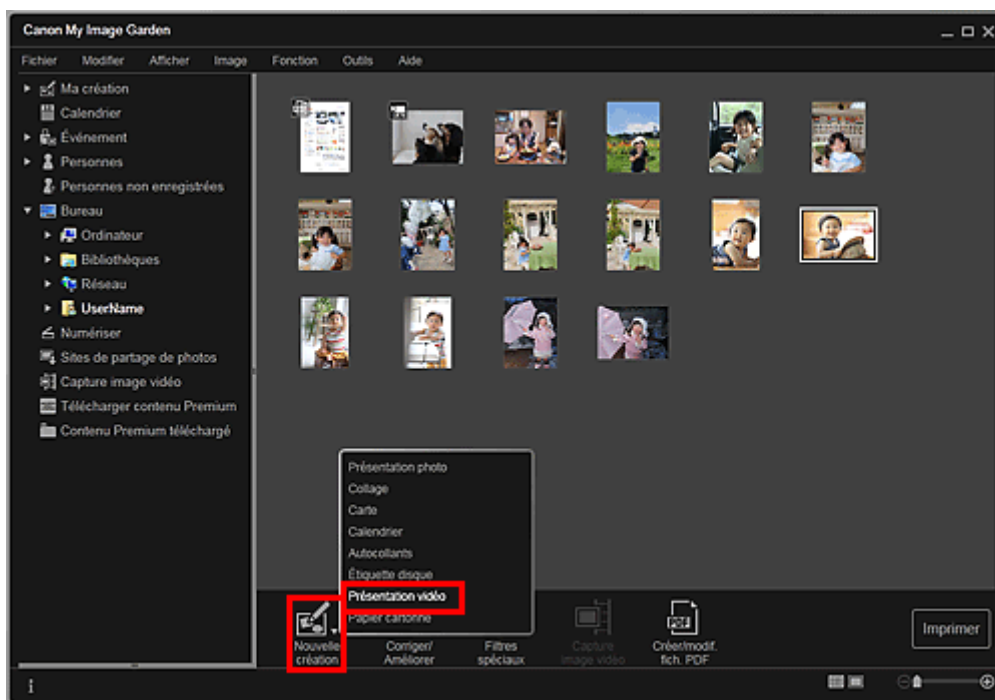 Canon My Image Garden
Fichier Modifier Afficher Image Fonction Outils Aide
Ma création
Calendrier
Événement
Personnes
Personnes non enregistrées
Bureau
Ordinateur
Bibliothèques
Réseau
UserName
Numériser
Sites de partage de photos
Capture image vidéo
Télécharger contenu Premium
Contenu Premium téléchargé
Présentation photo
Collage
Carte
Calendrier
Autocollants
Étiquette disque
Présentation vidéo
Papier cartonné
Nouvelle
création
Corriger/
Améliorer
Filtres
spéciaux
Capture
image vidéo
PDF
Créer/modif.
fich. PDF
Imprimer